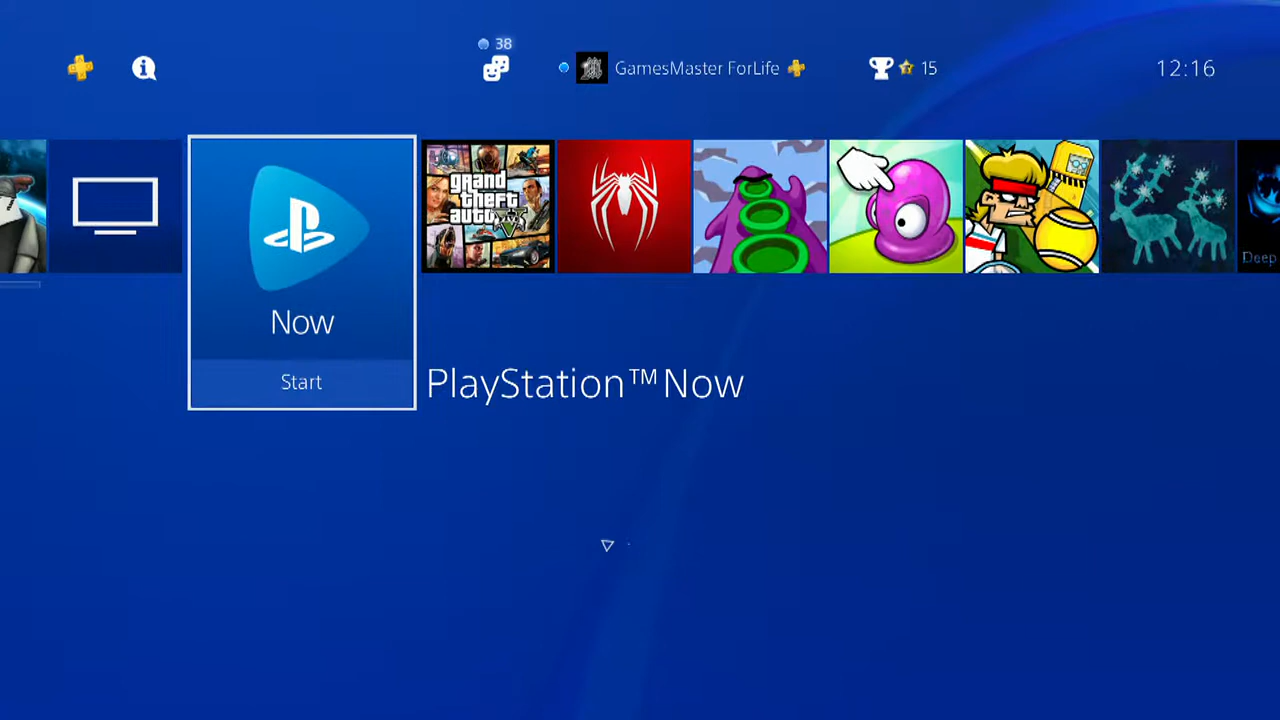 38
GamesMaster ForLife
15
12:16
grand
theft
auto
V
Deep
Now
Start
PlayStation™Now